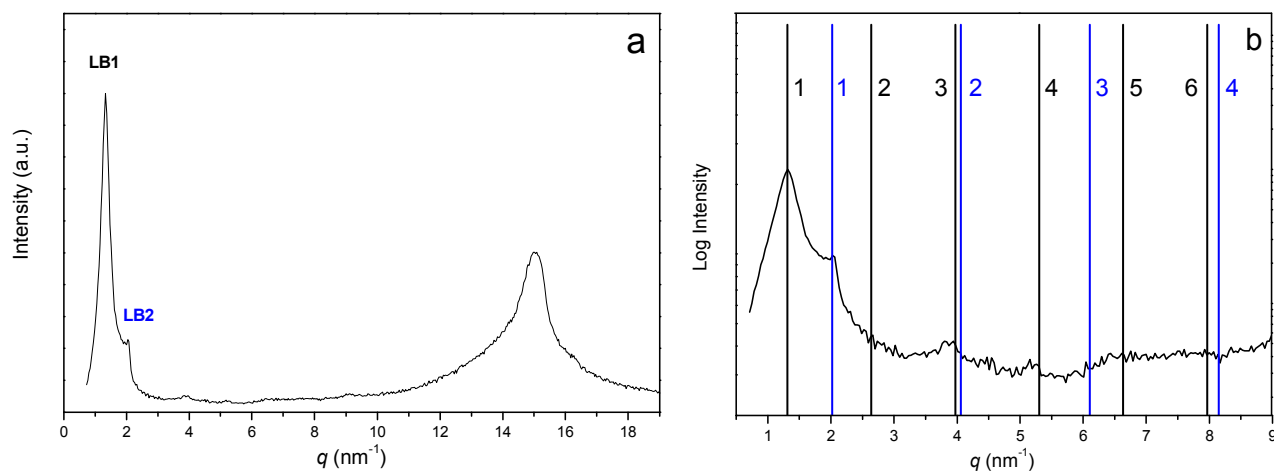 a
LB1
LB2
Intensity (a.u.)
0 2 4 6 8 10 12 14 16 18
q (nm⁻¹)
b
1 1 2 3 2 4 3 5 6 4
Log Intensity
1 2 3 4 5 6 7 8 9
q (nm⁻¹)